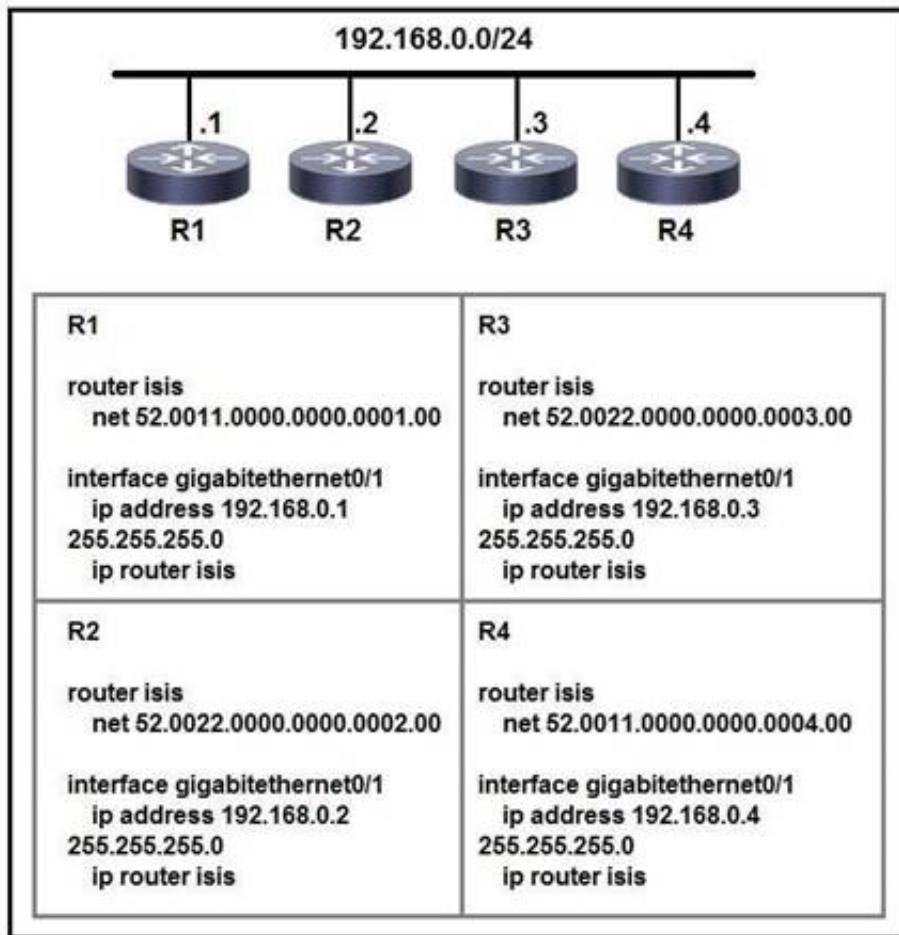 192.168.0.0/24
.1
.2
.3
.4
R1
R2
R3
R4
R1
router isis
net 52.0011.0000.0000.0001.00
interface gigabitethernet0/1
ip address 192.168.0.1
255.255.255.0
ip router isis
R3
router isis
net 52.0022.0000.0000.0003.00
interface gigabitethernet0/1
ip address 192.168.0.3
255.255.255.0
ip router isis
R2
router isis
net 52.0022.0000.0000.0002.00
interface gigabitethernet0/1
ip address 192.168.0.2
255.255.255.0
ip router isis
R4
router isis
net 52.0011.0000.0000.0004.00
interface gigabitethernet0/1
ip address 192.168.0.4
255.255.255.0
ip router isis